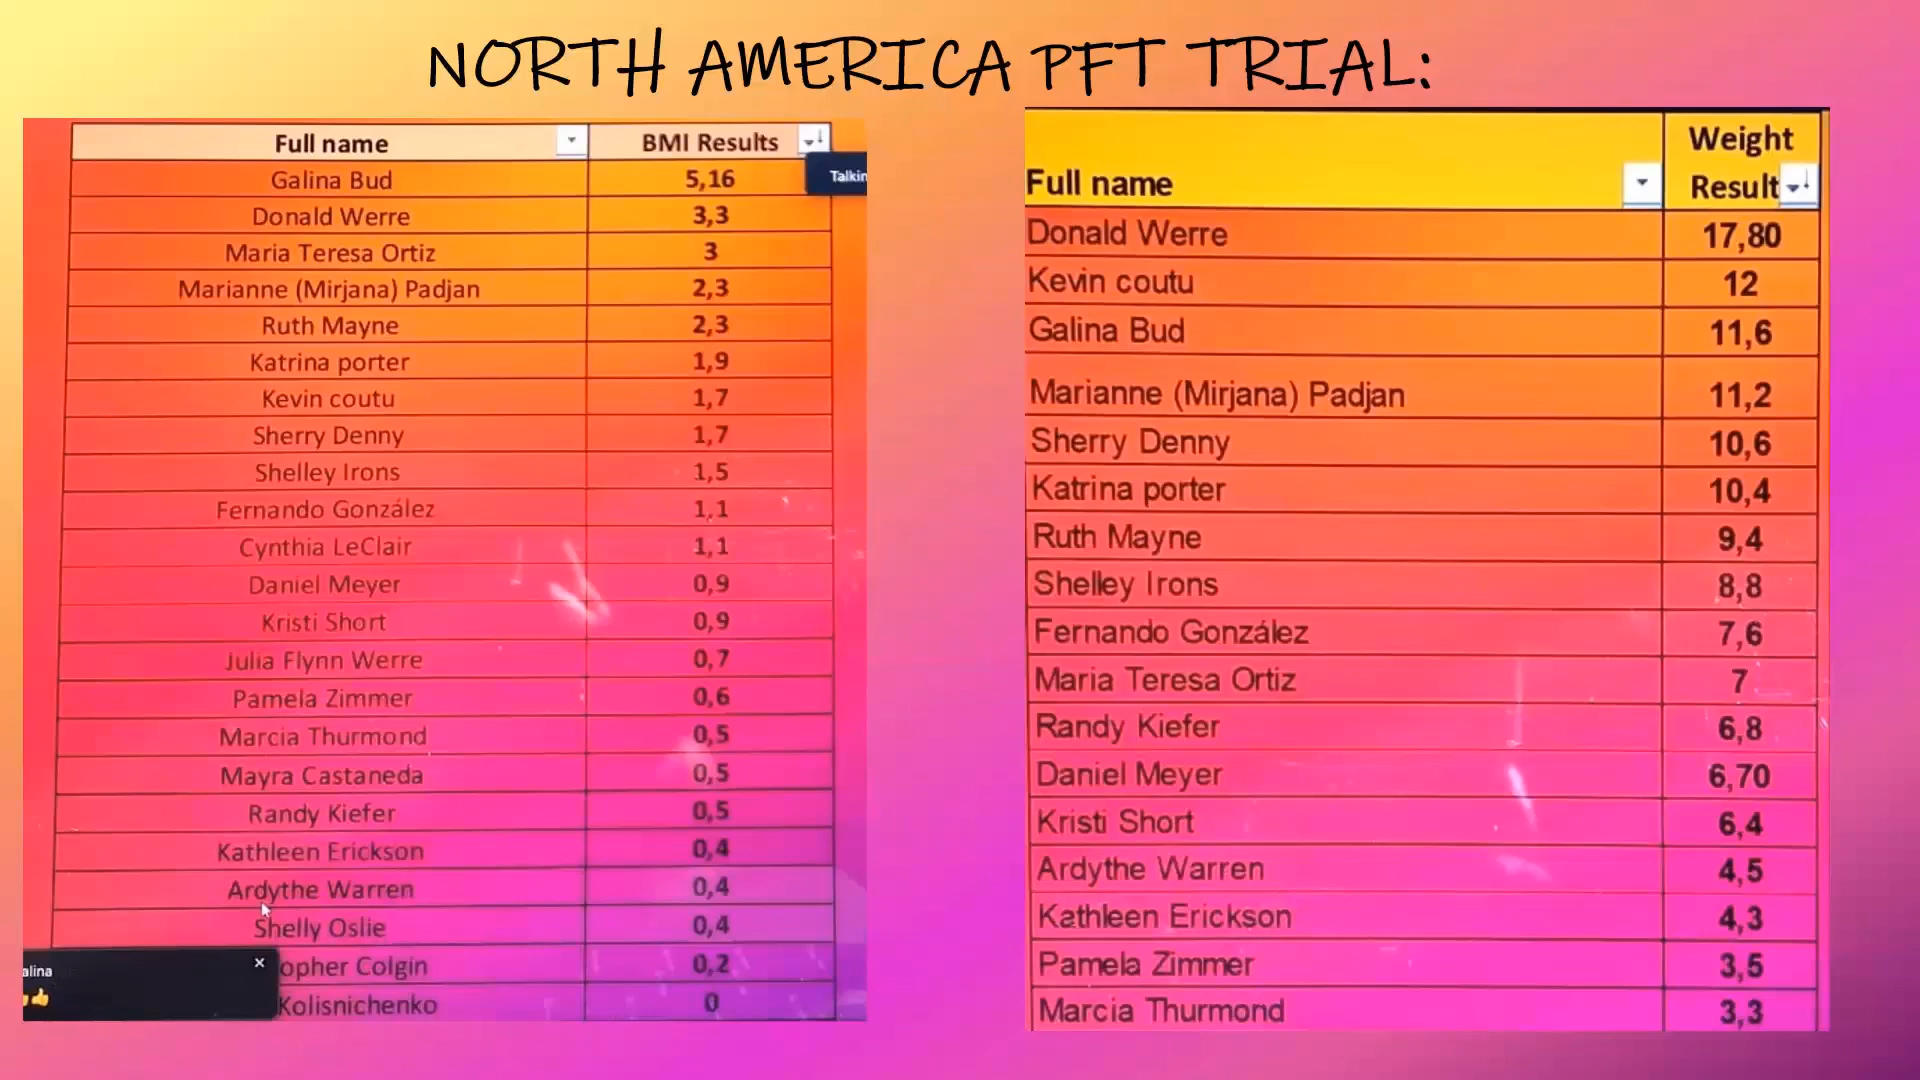 NORTH AMERICA PFT TRIAL:
Full name BMI Results
Talkin
Galina Bud 5,16
Donald Werre 3,3
Maria Teresa Ortiz 3
Marianne (Mirjana) Padjan 2,3
Ruth Mayne 2,3
Katrina porter 1,9
Kevin coutu 1,7
Sherry Denny 1,7
Shelley Irons 1,5
Fernando González 1,1
Cynthia LeClair 1,1
Daniel Meyer 0,9
Kristi Short 0,9
Julia Flynn Werre 0,7
Pamela Zimmer 0,6
Marcia Thurmond 0,5
Mayra Castaneda 0,5
Randy Kiefer 0,5
Kathleen Erickson 0,4
Ardythe Warren 0,4
Shelly Oslie 0,4
opher Colgin 0,2
Kolisnichenko 0
alina
Full name Weight Result
Donald Werre 17,80
Kevin coutu 12
Galina Bud 11,6
Marianne (Mirjana) Padjan 11,2
Sherry Denny 10,6
Katrina porter 10,4
Ruth Mayne 9,4
Shelley Irons 8,8
Fernando González 7,6
Maria Teresa Ortiz 7
Randy Kiefer 6,8
Daniel Meyer 6,70
Kristi Short 6,4
Ardythe Warren 4,5
Kathleen Erickson 4,3
Pamela Zimmer 3,5
Marcia Thurmond 3,3